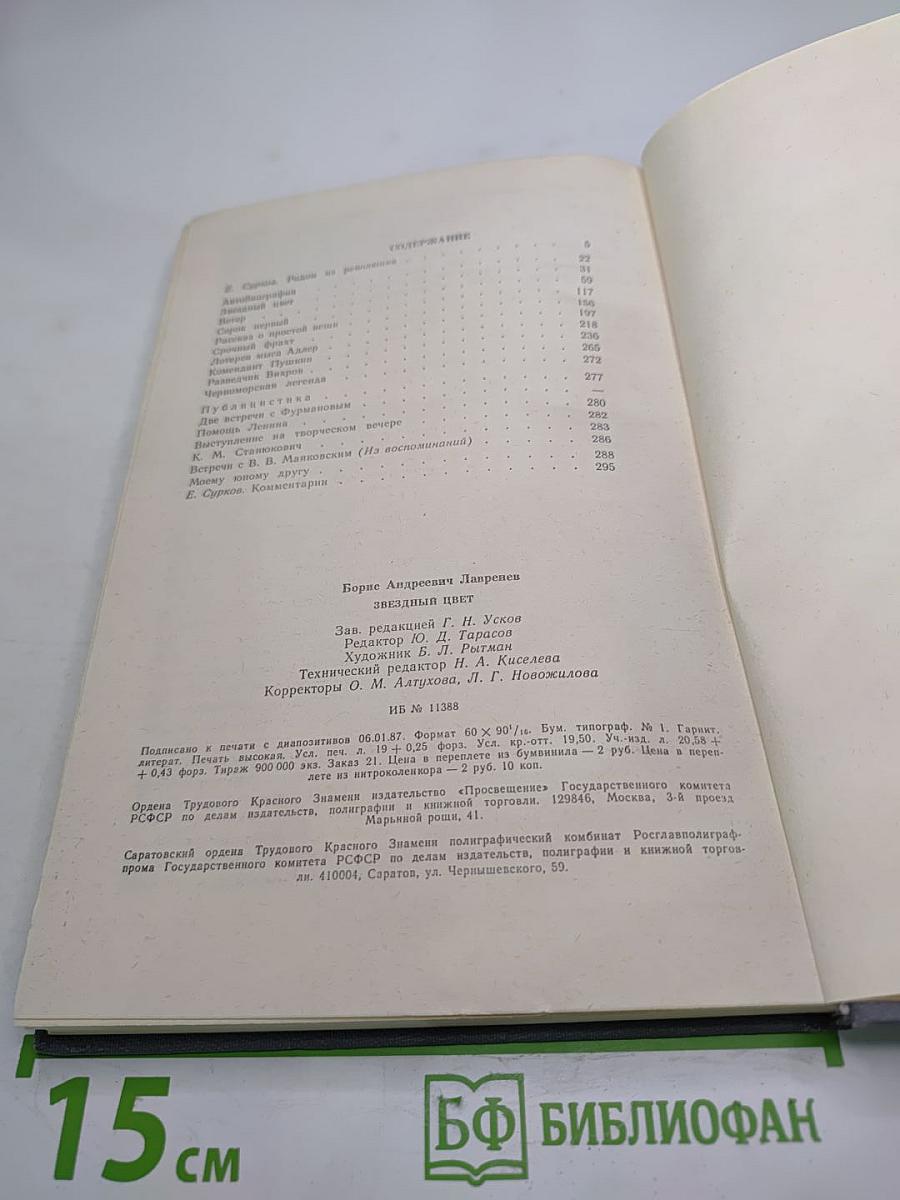 СОДЕРЖАНИЕ
Е. Сурков. Родом из революции . . . 5
Автобиография . . . 22
Звездный цвет . . . 31
Ветер . . . 59
Сорок первый . . . 117
Рассказ о простой вещи . . . 156
Срочный фрахт . . . 197
Лотерея мыса Адлер . . . 218
Комендант Пушкин . . . 236
Разведчик Вихров . . . 265
Черноморская легенда . . . 272
Публицистика . . . 277
Две встречи с Фурмановым . . . —
Помощь Ленина . . . 280
Выступление на творческом вечере . . . 282
К. М. Станюкович . . . 283
Встречи с В. В. Маяковским (Из воспоминаний) . . . 286
Моему юному другу . . . 288
Е. Сурков. Комментарии . . . 295
Борис Андреевич Лавренев
ЗВЕЗДНЫЙ ЦВЕТ
Зав. редакцией Г. Н. Усков
Редактор Ю. Д. Тарасов
Художник Б. Л. Рытман
Технический редактор Н. А. Киселева
Корректоры О. М. Алтухова, Л. Г. Новожилова
ИБ № 11388
Подписано к печати с диапозитивов 06.01.87. Формат 60 × 90¹/₁₆. Бум. типограф. № 1. Гарнит.
литерат. Печать высокая. Усл. печ. л. 19 + 0,25 форз. Усл. кр.-отт. 19,50. Уч.-изд. л. 20,58 +
+ 0,43 форз. Тираж 900 000 экз. Заказ 21. Цена в переплете из бумвинила — 2 руб. Цена в переп-
лете из нитроколенкора — 2 руб. 10 коп.
Ордена Трудового Красного Знамени издательство «Просвещение» Государственного комитета
РСФСР по делам издательств, полиграфии и книжной торговли. 129846, Москва, 3-й проезд
Марьиной рощи, 41.
Саратовский ордена Трудового Красного Знамени полиграфический комбинат Росглавполиграф-
прома Государственного комитета РСФСР по делам издательств, полиграфии и книжной торгов-
ли. 410004, Саратов, ул. Чернышевского, 59.
15 см
БФ БИБЛИОФАН